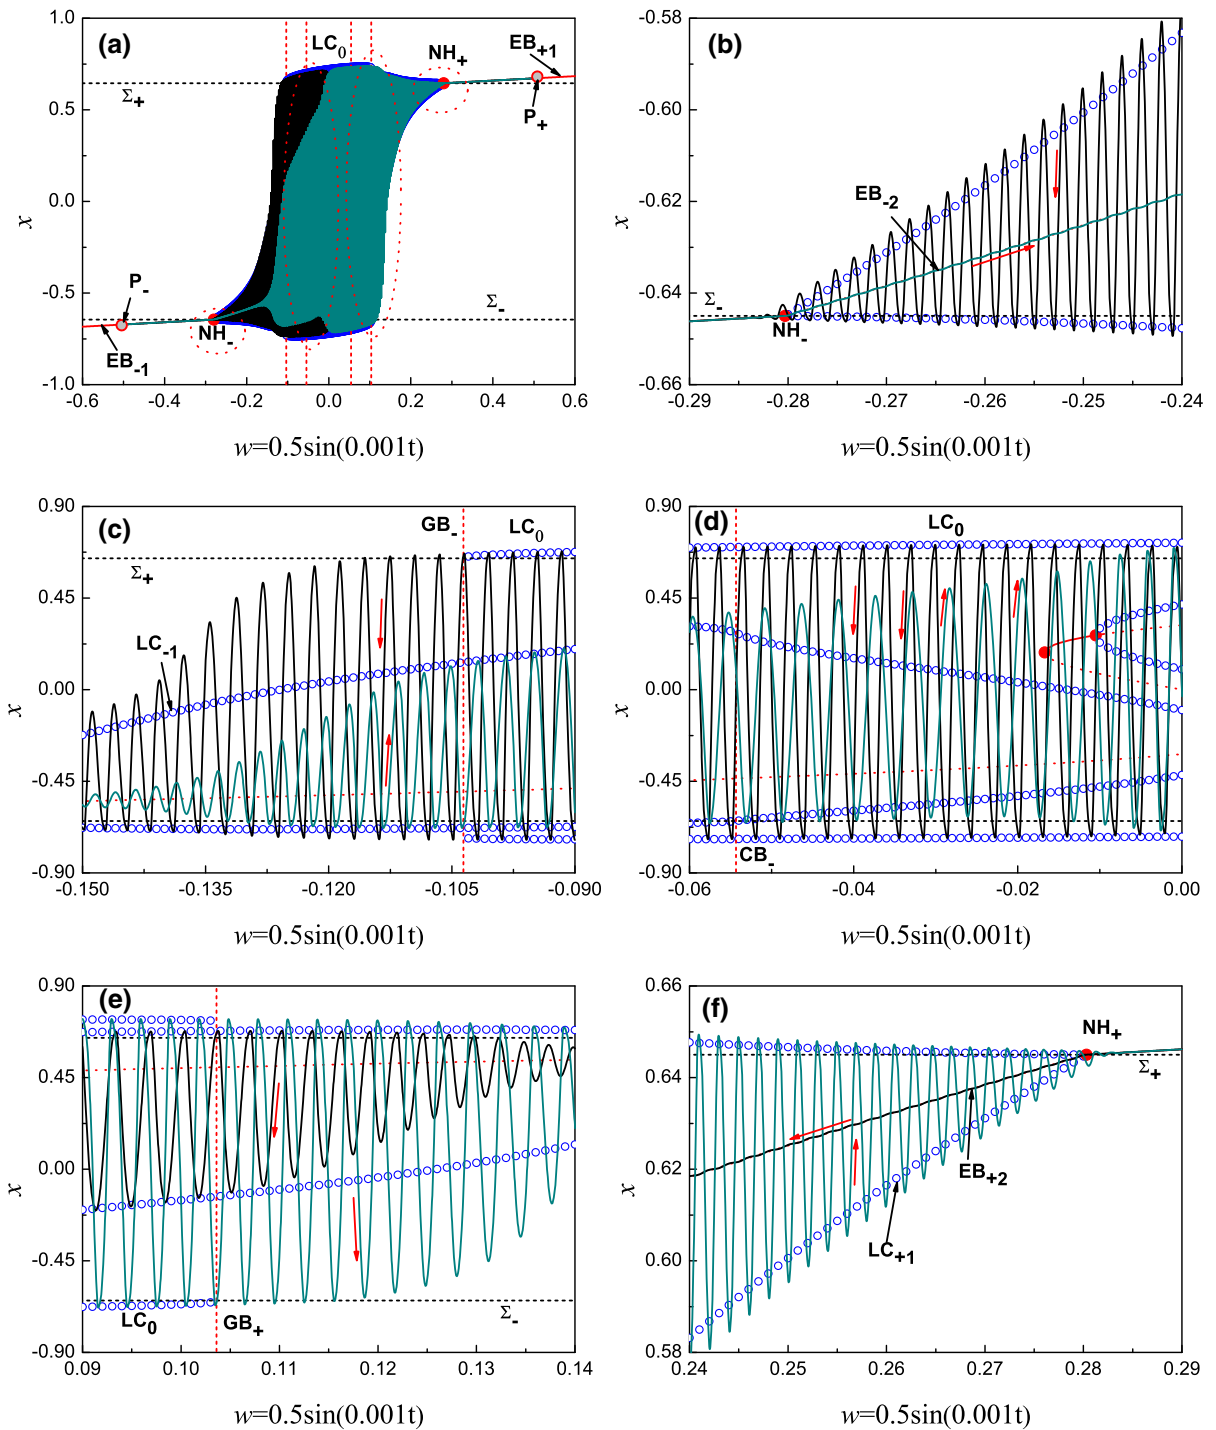 (a)
LC0
NH+
EB+1
Σ+
P+
P-
EB-1
NH-
Σ-
1.0
0.5
0.0
-0.5
-1.0
x
-0.6 -0.4 -0.2 0.0 0.2 0.4 0.6
w=0.5sin(0.001t)
(b)
EB-2
Σ-
NH-
-0.58
-0.60
-0.62
-0.64
-0.66
x
-0.29 -0.28 -0.27 -0.26 -0.25 -0.24
w=0.5sin(0.001t)
(c)
GB-
LC0
Σ+
LC-1
0.90
0.45
0.00
-0.45
-0.90
x
-0.150 -0.135 -0.120 -0.105 -0.090
w=0.5sin(0.001t)
(d)
LC0
CB-
0.90
0.45
0.00
-0.45
-0.90
x
-0.06 -0.04 -0.02 0.00
w=0.5sin(0.001t)
(e)
LC0
GB+
Σ-
0.90
0.45
0.00
-0.45
-0.90
x
0.09 0.10 0.11 0.12 0.13 0.14
w=0.5sin(0.001t)
(f)
NH+
Σ+
EB+2
LC+1
0.66
0.64
0.62
0.60
0.58
x
0.24 0.25 0.26 0.27 0.28 0.29
w=0.5sin(0.001t)